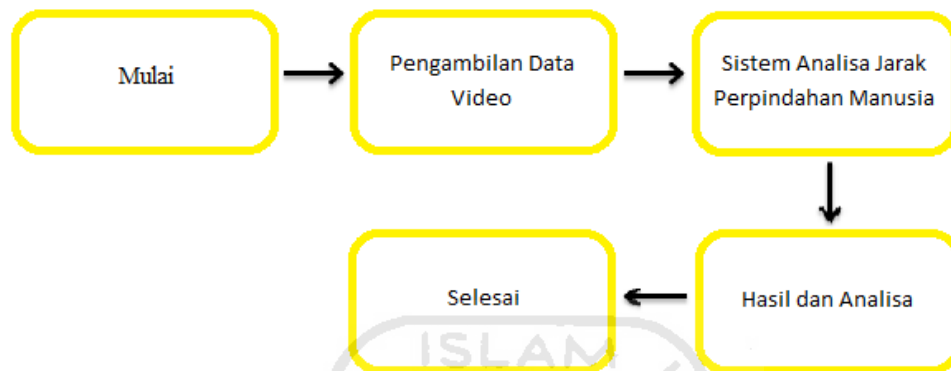 Mulai
Pengambilan Data
Video
Sistem Analisa Jarak
Perpindahan Manusia
Hasil dan Analisa
Selesai
ISLAM